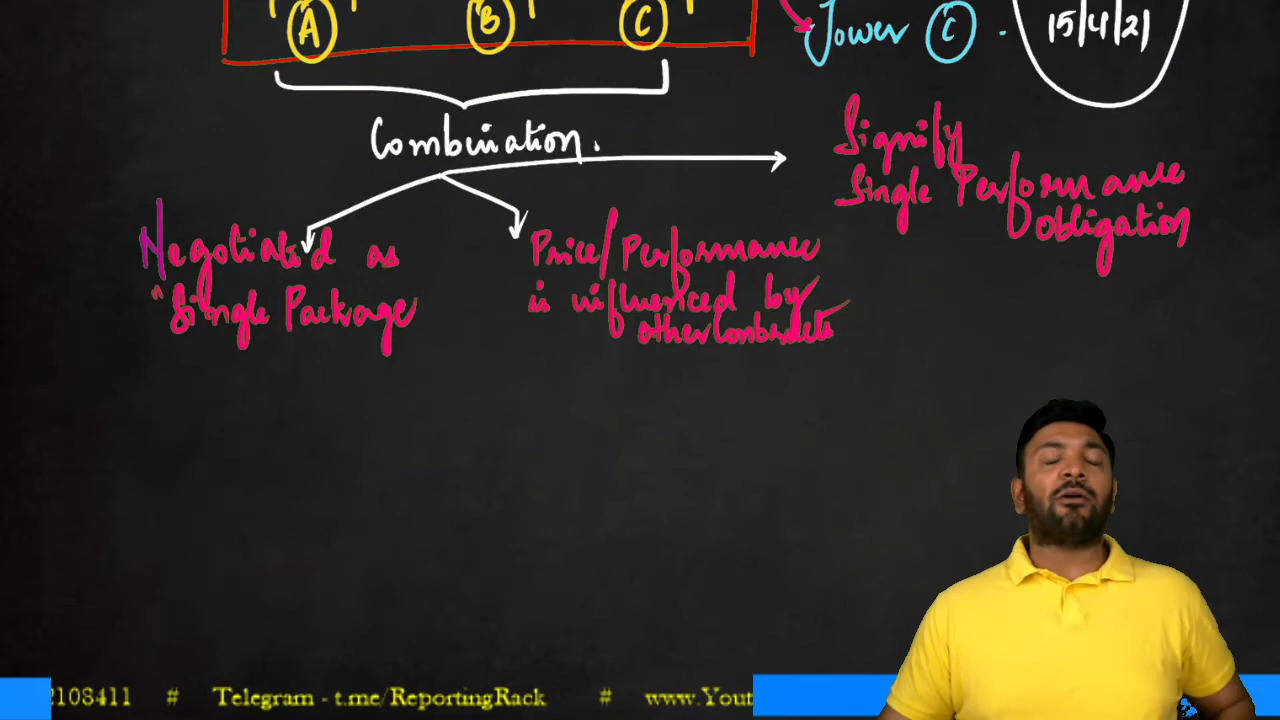 A B C
Tower C .
15/4/21
Combination.
Signify
Single Performance
obligation
Negotiated as
"Single Package
Price/Performance
is influenced by
other
2108411 # Telegram - t.me/ReportingRack # www.Yout